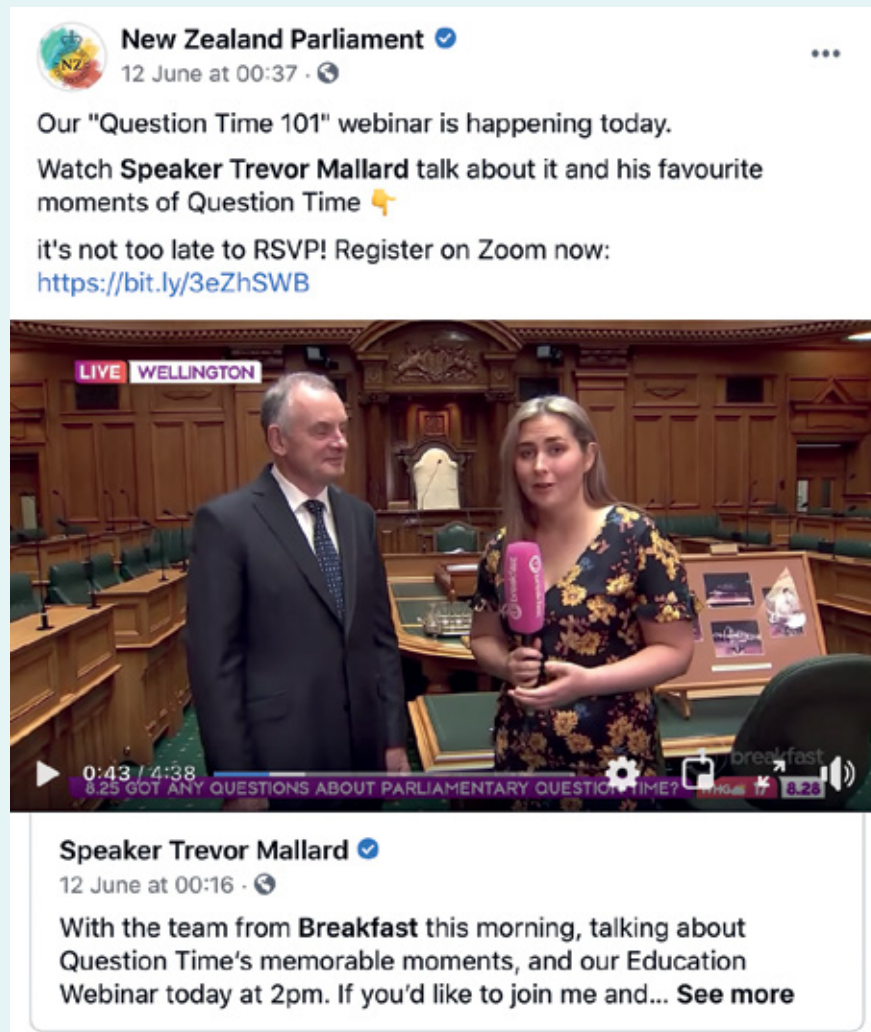 NZ
New Zealand Parliament
12 June at 00:37 ·
Our "Question Time 101" webinar is happening today.
Watch Speaker Trevor Mallard talk about it and his favourite
moments of Question Time 👇
it's not too late to RSVP! Register on Zoom now:
https://bit.ly/3eZhSWB
LIVE WELLINGTON
breakfast
breakfast
0:43 / 4:38
8.25 GOT ANY QUESTIONS ABOUT PARLIAMENTARY QUESTION TIME? 17 8.28
Speaker Trevor Mallard
12 June at 00:16 ·
With the team from Breakfast this morning, talking about
Question Time's memorable moments, and our Education
Webinar today at 2pm. If you'd like to join me and... See more